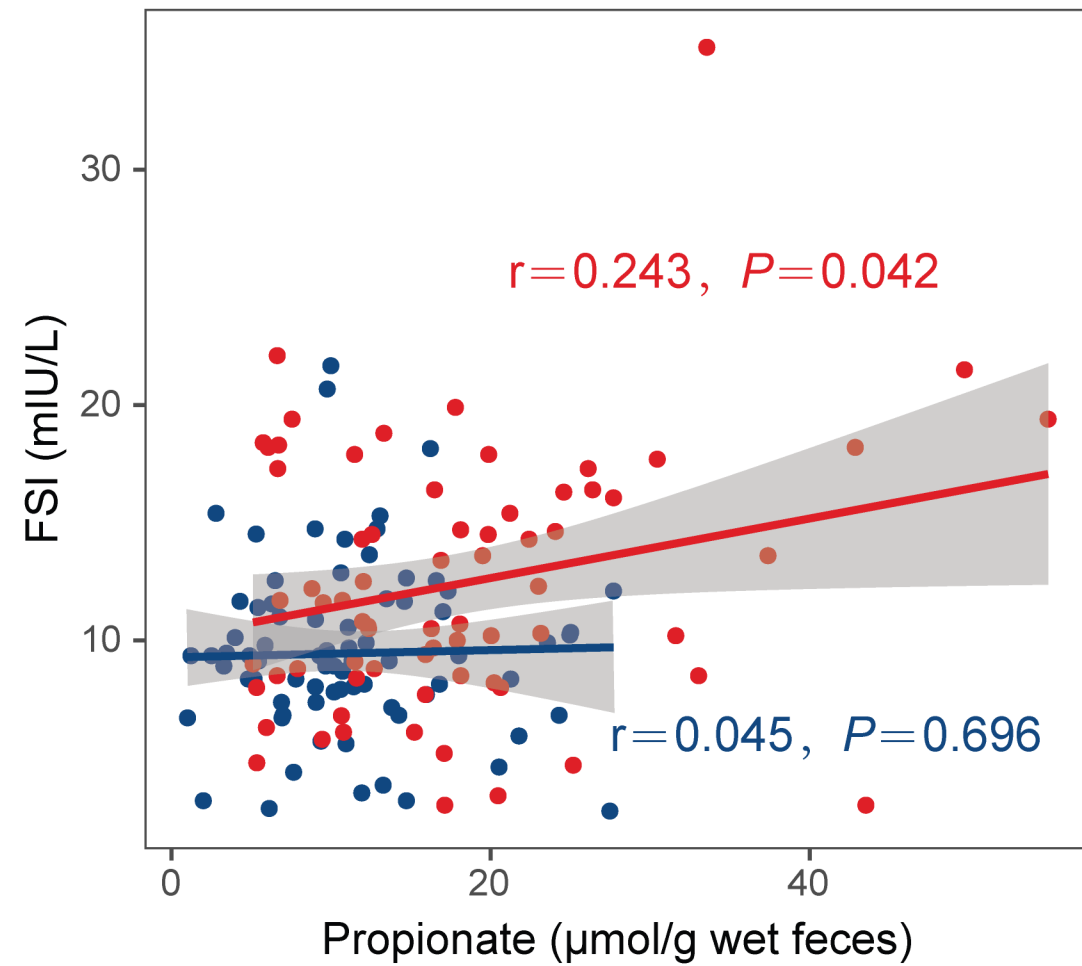 30
20
10
FSI (mIU/L)
r=0.243, P=0.042
r=0.045, P=0.696
0 20 40
Propionate (μmol/g wet feces)